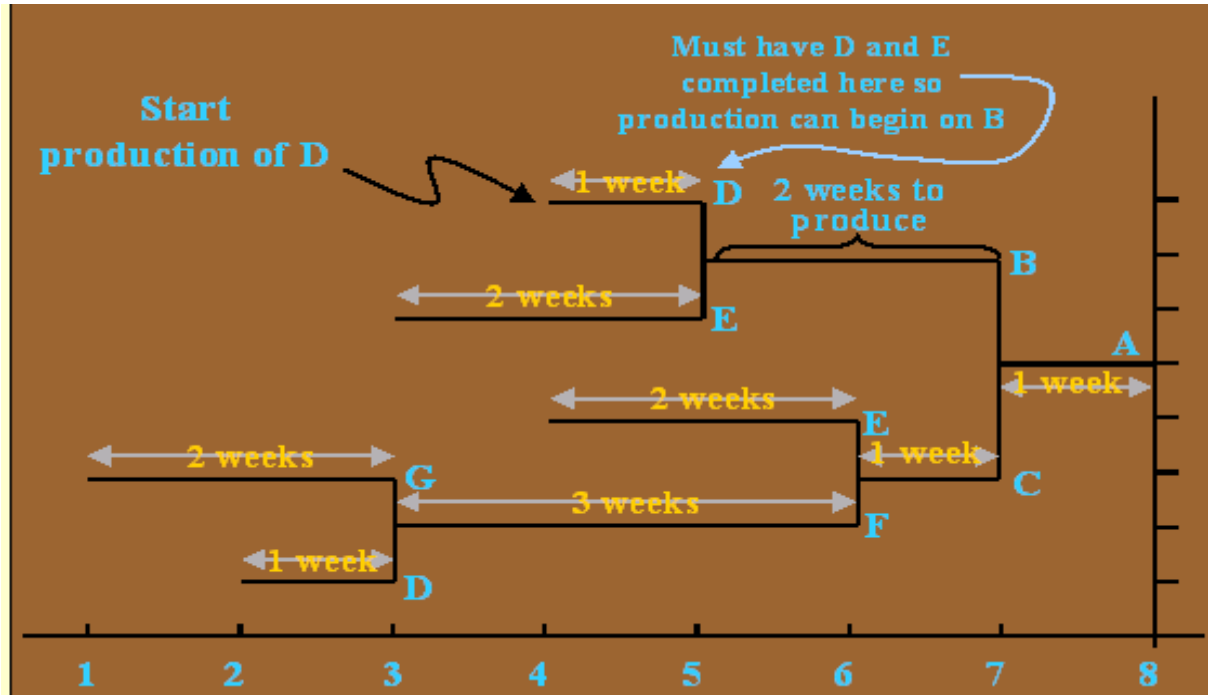 Must have D and E
completed here so
production can begin on B
Start
production of D
1 week
D
2 weeks to
produce
B
2 weeks
E
A
1 week
2 weeks
E
2 weeks
G
1 week
C
3 weeks
F
1 week
D
1 2 3 4 5 6 7 8